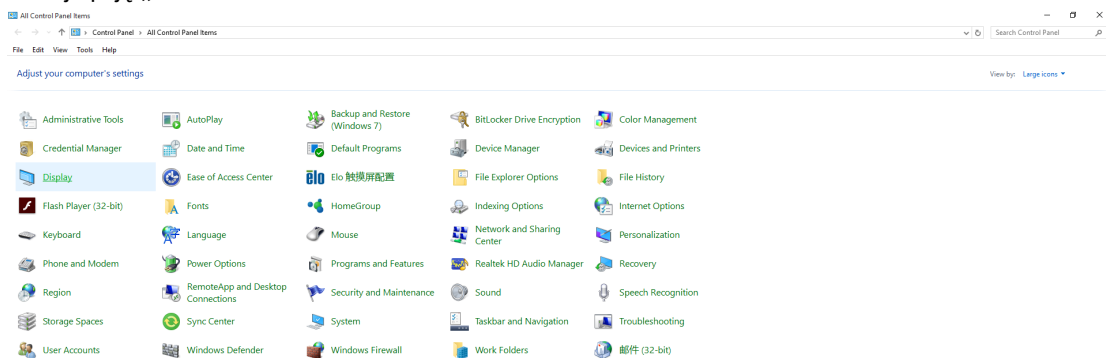 All Control Panel Items
Control Panel > All Control Panel Items
Search Control Panel
File Edit View Tools Help
Adjust your computer's settings
View by: Large icons
Administrative Tools
AutoPlay
Backup and Restore
(Windows 7)
BitLocker Drive Encryption
Color Management
Credential Manager
Date and Time
Default Programs
Device Manager
Devices and Printers
Display
Ease of Access Center
elo
Elo 触摸屏配置
File Explorer Options
File History
Flash Player (32-bit)
Fonts
HomeGroup
Indexing Options
Internet Options
Keyboard
Language
Mouse
Network and Sharing
Center
Personalization
Phone and Modem
Power Options
Programs and Features
Realtek HD Audio Manager
Recovery
Region
RemoteApp and Desktop
Connections
Security and Maintenance
Sound
Speech Recognition
Storage Spaces
Sync Center
System
Taskbar and Navigation
Troubleshooting
User Accounts
Windows Defender
Windows Firewall
Work Folders
邮件 (32-bit)